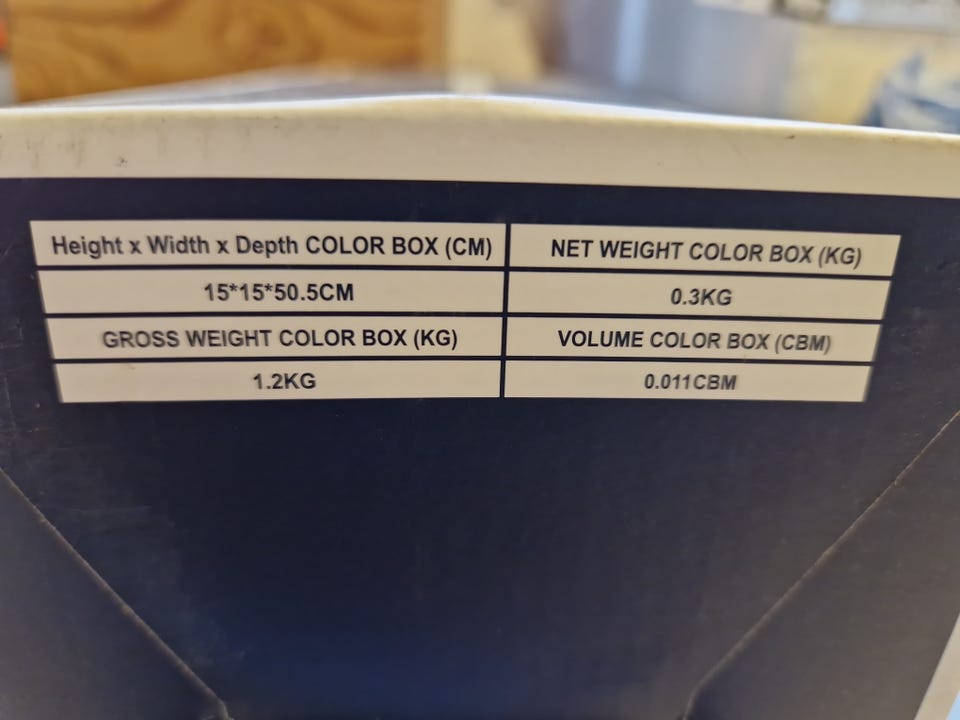 Height x Width x Depth COLOR BOX (CM)
NET WEIGHT COLOR BOX (KG)
15*15*50.5CM
0.3KG
GROSS WEIGHT COLOR BOX (KG)
VOLUME COLOR BOX (CBM)
1.2KG
0.011CBM